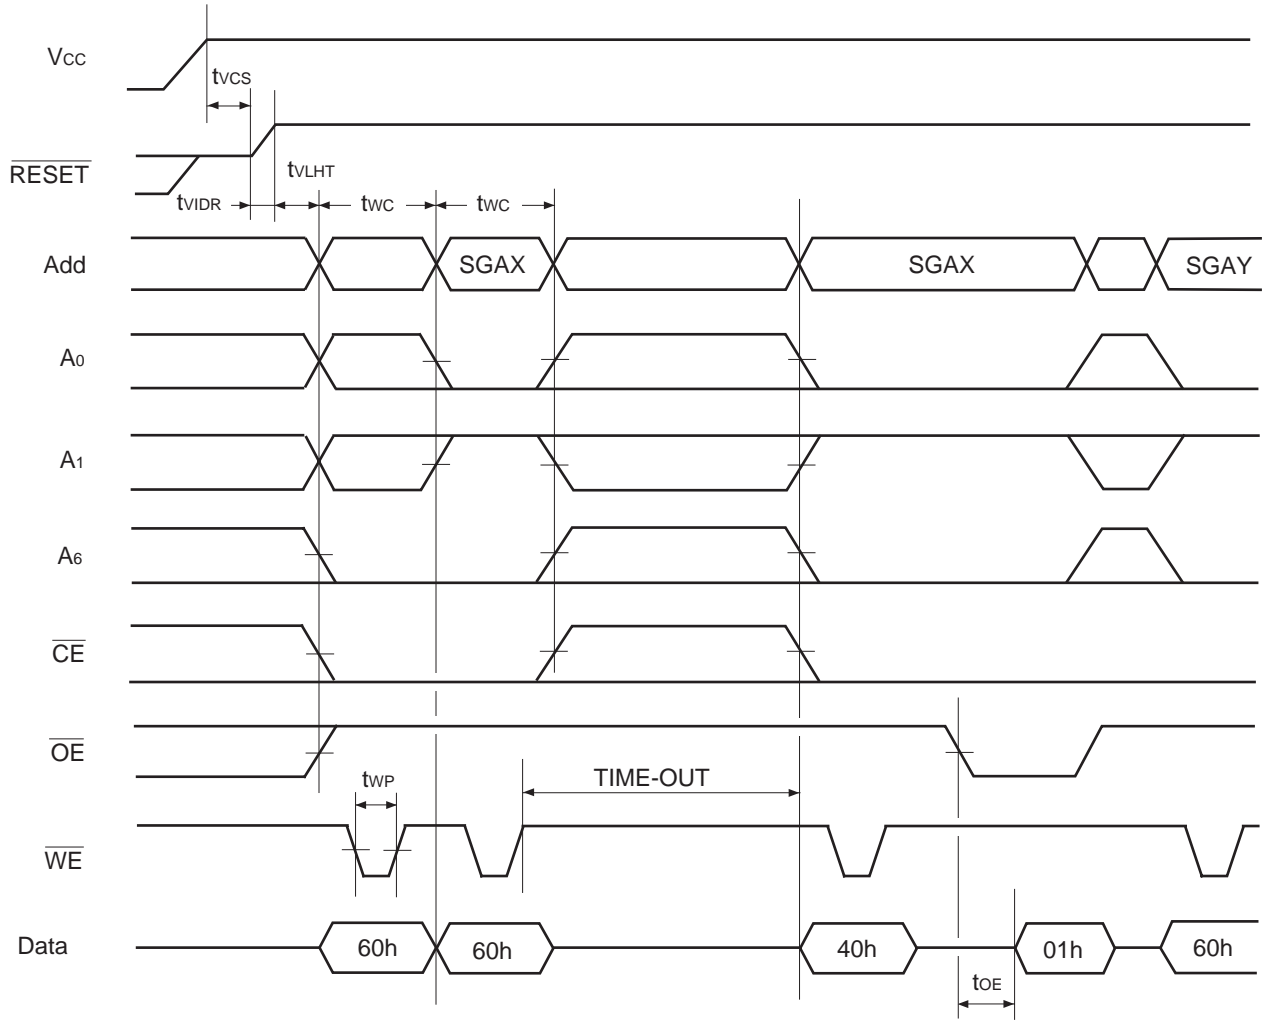 VCC
tVCS
RESET
tVLHT
tVIDR
tWC
tWC
Add
SGAX
SGAX
SGAY
A0
A1
A6
CE
OE
tWP
TIME-OUT
WE
Data
60h
60h
40h
01h
60h
tOE